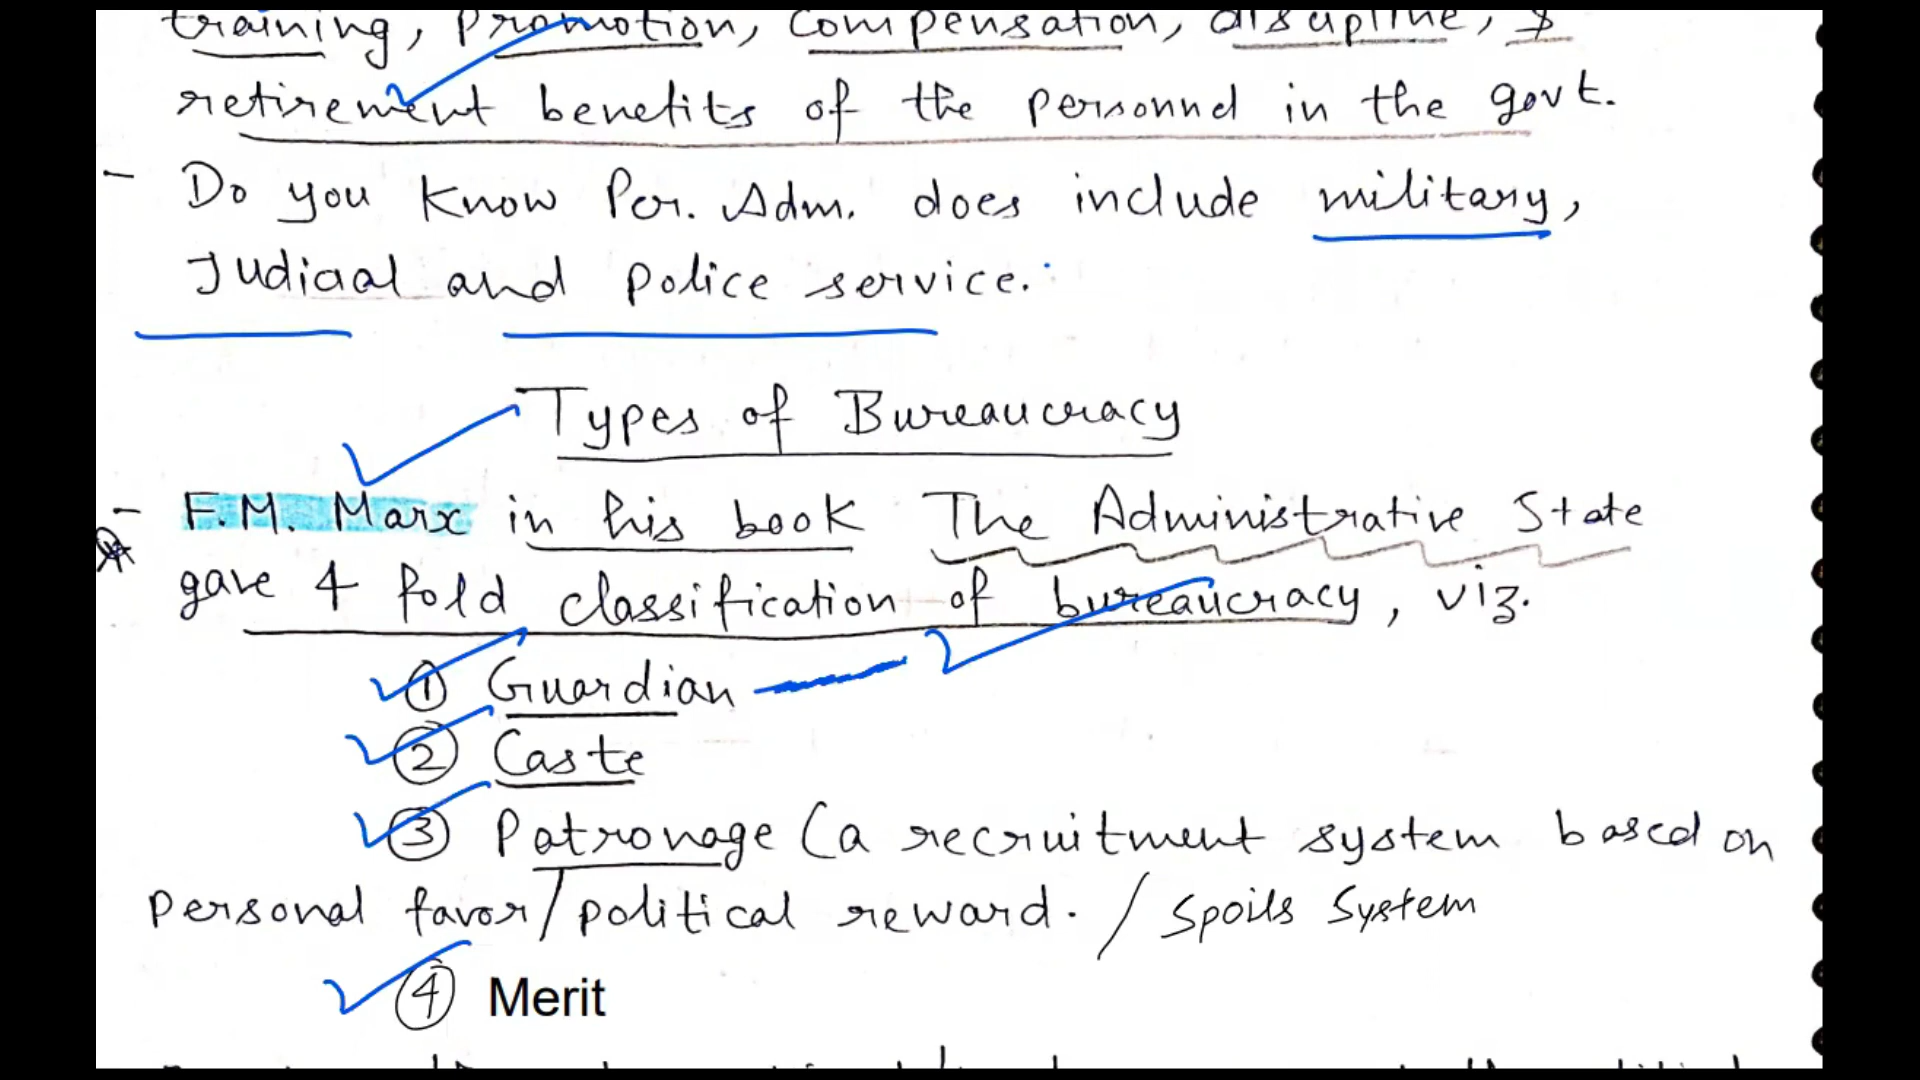 training, promotion, compensation, discipline, &
retirement benefits of the personnel in the govt.
- Do you know Per. Adm. does include military,
Judicial and police service.
Types of Bureaucracy
- F.M. Marx in his book The Administrative State
gave 4 fold classification of bureaucracy, viz.
① Guardian
② Caste
③ Patronage (a recruitment system based on
personal favor/political reward. / Spoils System
④ Merit